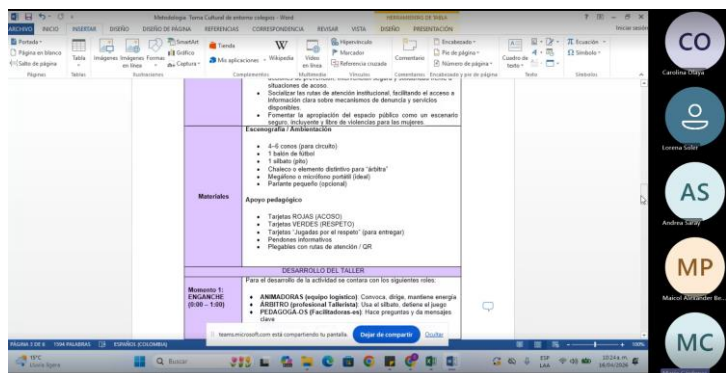 Metodología Tema Cultural de entorno colegios - Word
HERRAMIENTAS DE TABLA
ARCHIVO INICIO INSERTAR DISEÑO DISEÑO DE PÁGINA REFERENCIAS CORRESPONDENCIA REVISAR VISTA DISEÑO PRESENTACIÓN
Iniciar sesión
Portada
Página en blanco
Salto de página
Tabla
Imágenes Imágenes en línea Formas
SmartArt
Gráfico
Captura
Tienda
Mis aplicaciones
Wikipedia
Vídeo en línea
Hipervínculo
Marcador
Referencia cruzada
Comentario
Encabezado
Pie de página
Número de página
Cuadro de texto
Ecuación
Símbolo
Páginas Tablas Ilustraciones Complementos Multimedia Vínculos Comentarios Encabezado y pie de página Texto Símbolos
situaciones de acoso.
Socializar las rutas de atención institucional, facilitando el acceso a
información clara sobre mecanismos de denuncia y servicios
disponibles.
Fomentar la apropiación del espacio público como un escenario
seguro, incluyente y libre de violencias para las mujeres.
Materiales
Escenografía / Ambientación
4–6 conos (para circuito)
1 balón de fútbol
1 silbato (pito)
Chaleco o elemento distintivo para "árbitra"
Megáfono o micrófono portátil (ideal)
Parlante pequeño (opcional)
Apoyo pedagógico
Tarjetas ROJAS (ACOSO)
Tarjetas VERDES (RESPETO)
Tarjetas "Jugadas por el respeto" (para entregar)
Pendones informativos
Plegables con rutas de atención / QR
DESARROLLO DEL TALLER
Momento 1:
ENGANCHE
(0:00 – 1:00)
Para el desarrollo de la actividad se contara con los siguientes roles:
ANIMADORAS (equipo logístico): Convoca, dirige, mantiene energía
ÁRBITRO (profesional Tallerista): Usa el silbato, detiene el juego
PEDAGOGÁ-OS (Facilitadoras-es): Hace preguntas y da mensajes
clave
teams.microsoft.com está compartiendo tu pantalla.
Dejar de compartir
Ocultar
PÁGINA 2 DE 6 1594 PALABRAS ESPAÑOL (COLOMBIA)
100%
15°C
Lluvia ligera
Buscar
ESP
LAA
CO
Carolina Olaya
Lorena Soler
AS
Andrea Saray
MP
Maicol Alexander Be...
MC